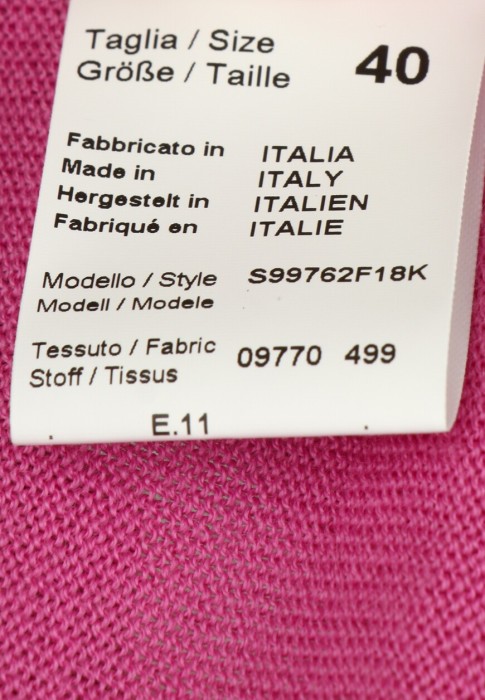 Taglia / Size
Größe / Taille 40
Fabbricato in ITALIA
Made in ITALY
Hergestelt in ITALIEN
Fabriqué en ITALIE
Modello / Style S99762F18K
Modell / Modele
Tessuto / Fabric 09770 499
Stoff / Tissus
E.11